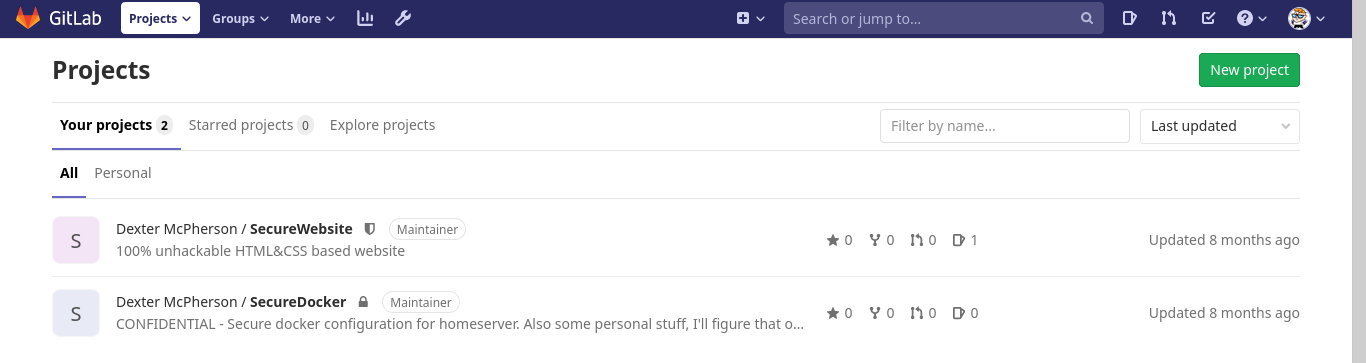 GitLab Projects Groups More Search or jump to...
Projects New project
Your projects 2 Starred projects 0 Explore projects Filter by name... Last updated
All Personal
S Dexter McPherson / SecureWebsite Maintainer
100% unhackable HTML&CSS based website
0 0 0 1 Updated 8 months ago
S Dexter McPherson / SecureDocker Maintainer
CONFIDENTIAL - Secure docker configuration for homeserver. Also some personal stuff, I'll figure that o...
0 0 0 0 Updated 8 months ago